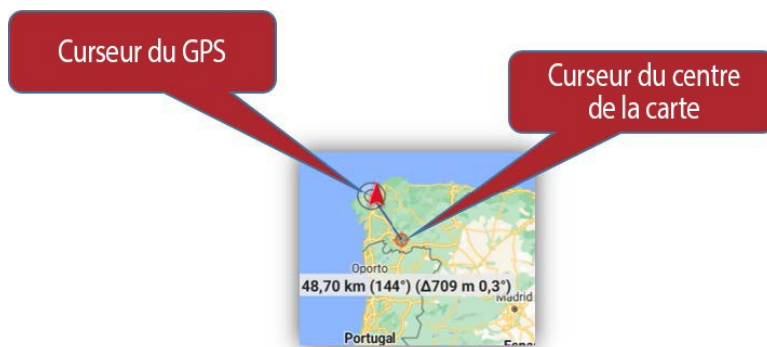 Curseur du GPS
Curseur du centre
de la carte
Oporto
48,70 km (144°) (Δ709 m 0,3°)
Madrid
Portugal